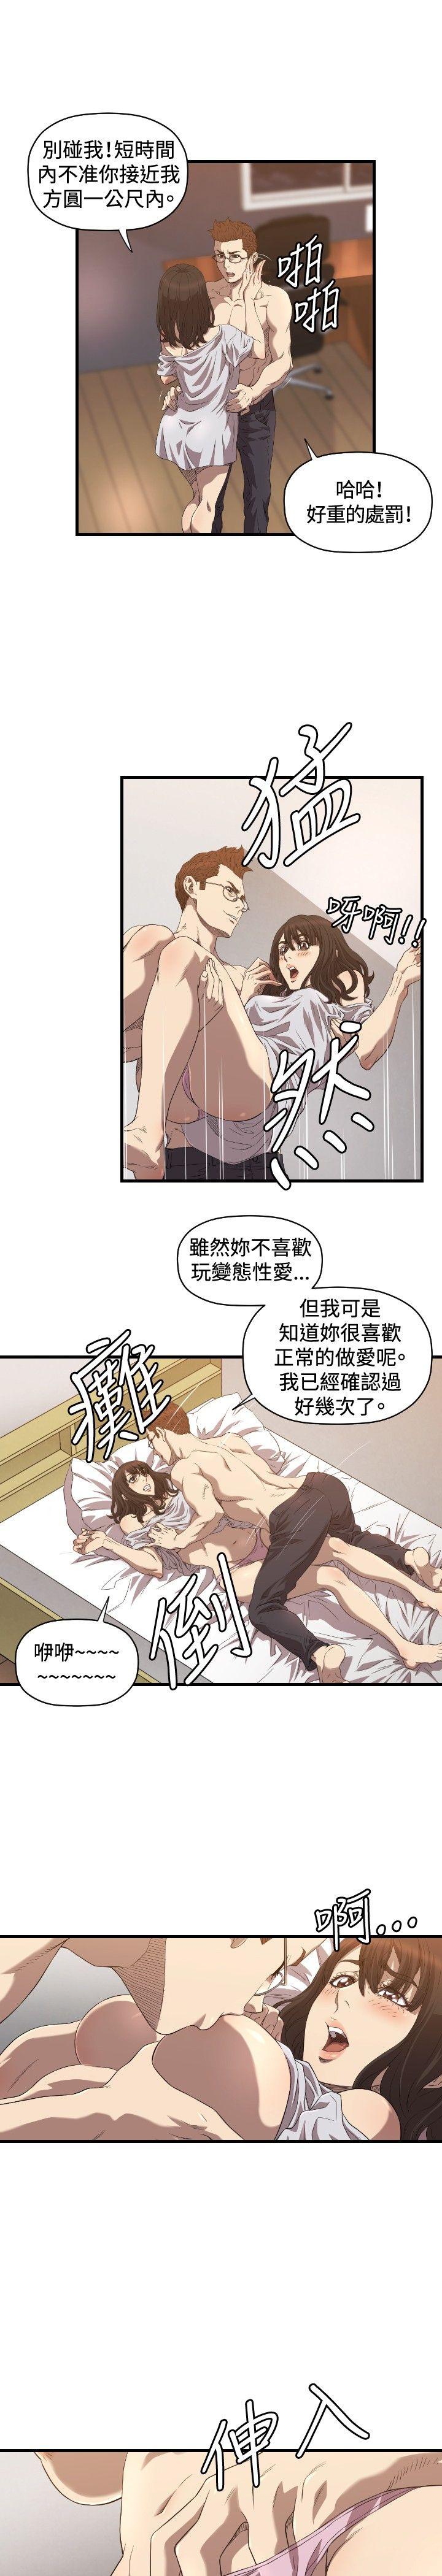 別碰我!短時間
內不准你接近我
方圓一公尺內。
啪
啪
哈哈!
好重的處罰!
猛
呀啊!!
然
雖然妳不喜歡
玩變態性愛...
但我可是
知道妳很喜歡
正常的做愛呢。
我已經確認過
好幾次了。
癱
倒
咿咿~~~~
~~~~~~~
啊...
伸入